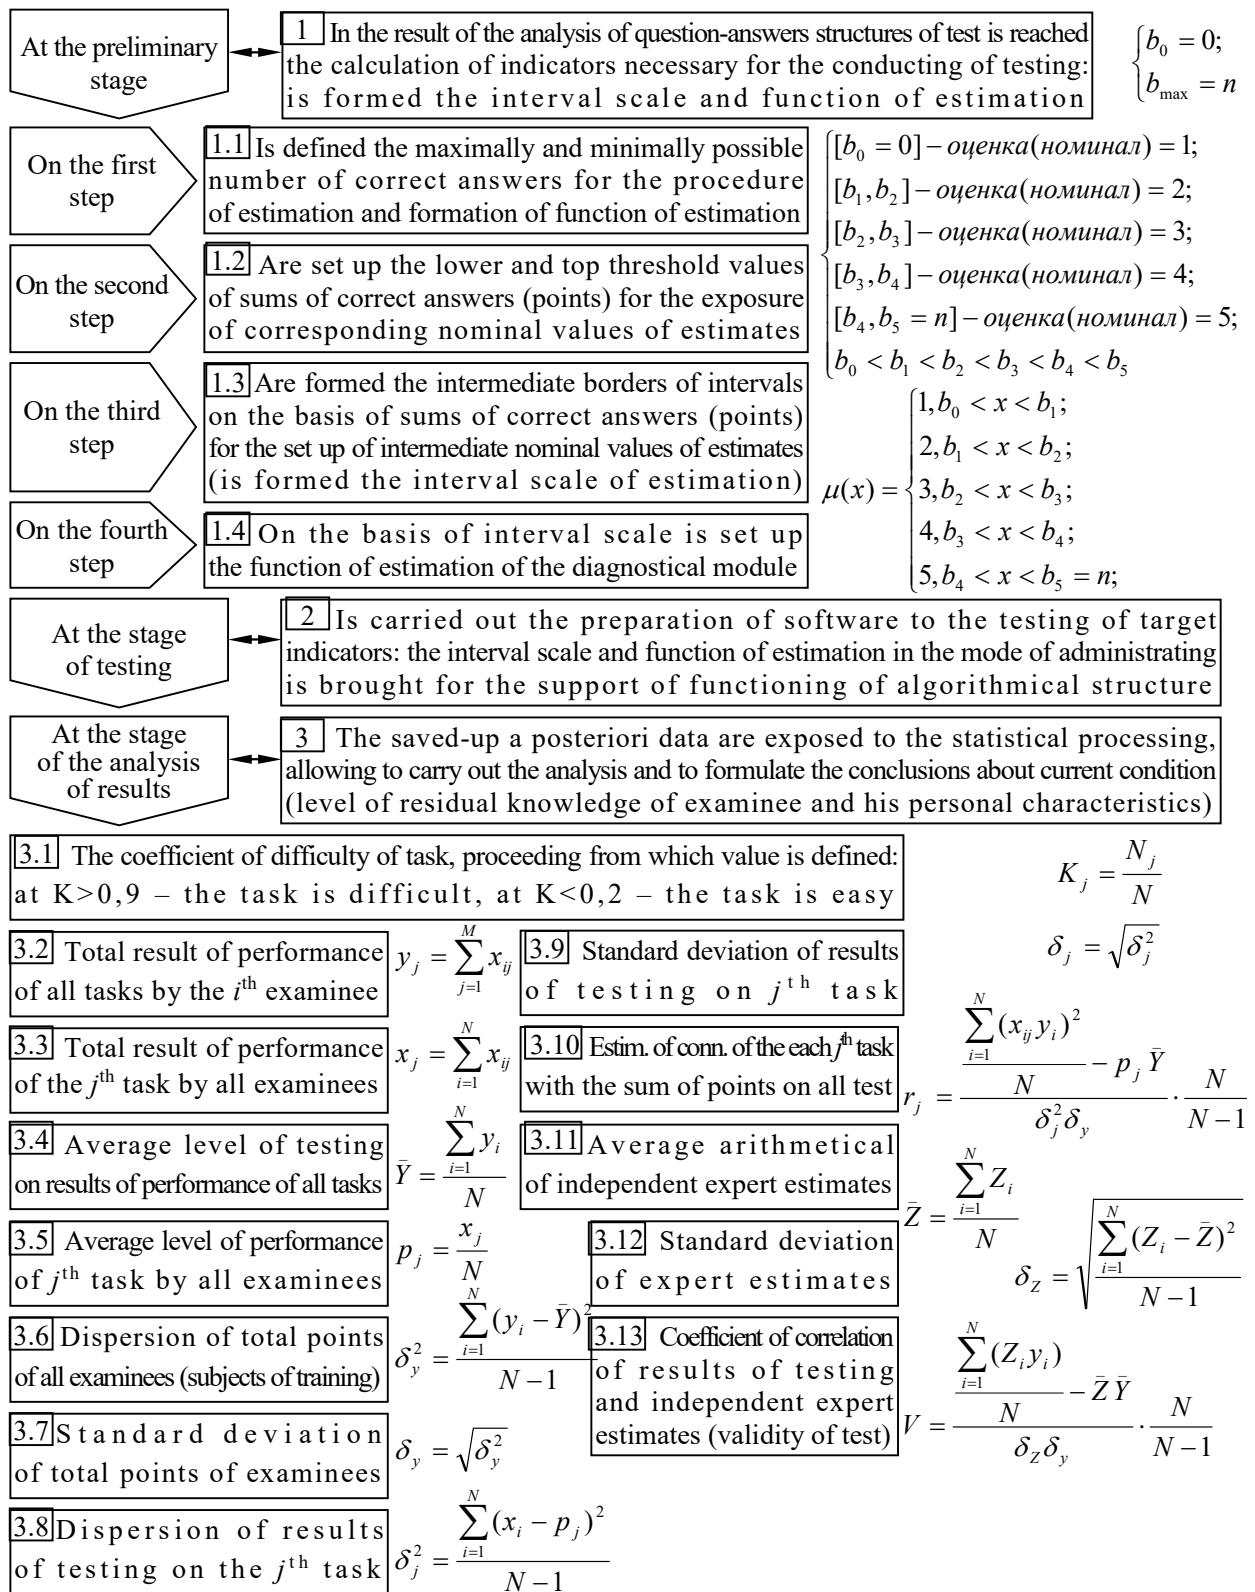 At the preliminary
stage
1 In the result of the analysis of question-answers structures of test is reached
the calculation of indicators necessary for the conducting of testing:
is formed the interval scale and function of estimation
b₀ = 0;
b_max = n
On the first
step
1.1 Is defined the maximally and minimally possible
number of correct answers for the procedure
of estimation and formation of function of estimation
On the second
step
1.2 Are set up the lower and top threshold values
of sums of correct answers (points) for the exposure
of corresponding nominal values of estimates
[b₀ = 0] – оценка(номинал) = 1;
[b₁, b₂] – оценка(номинал) = 2;
[b₂, b₃] – оценка(номинал) = 3;
[b₃, b₄] – оценка(номинал) = 4;
[b₄, b₅ = n] – оценка(номинал) = 5;
b₀ < b₁ < b₂ < b₃ < b₄ < b₅
On the third
step
1.3 Are formed the intermediate borders of intervals
on the basis of sums of correct answers (points)
for the set up of intermediate nominal values of estimates
(is formed the interval scale of estimation)
On the fourth
step
1.4 On the basis of interval scale is set up
the function of estimation of the diagnostical module
μ(x) =
1, b₀ < x < b₁;
2, b₁ < x < b₂;
3, b₂ < x < b₃;
4, b₃ < x < b₄;
5, b₄ < x < b₅ = n;
At the stage
of testing
2 Is carried out the preparation of software to the testing of target
indicators: the interval scale and function of estimation in the mode of administrating
is brought for the support of functioning of algorithmical structure
At the stage
of the analysis
of results
3 The saved-up a posteriori data are exposed to the statistical processing,
allowing to carry out the analysis and to formulate the conclusions about current condition
(level of residual knowledge of examinee and his personal characteristics)
3.1 The coefficient of difficulty of task, proceeding from which value is defined:
at K>0,9 – the task is difficult, at K<0,2 – the task is easy
K_j = N_j / N
3.2 Total result of performance
of all tasks by the iᵗʰ examinee
y_j = ∑_{j=1}^{M} x_{ij}
3.3 Total result of performance
of the jᵗʰ task by all examinees
x_j = ∑_{i=1}^{N} x_{ij}
3.4 Average level of testing
on results of performance of all tasks
Ȳ = ∑_{i=1}^{N} y_i / N
3.5 Average level of performance
of jᵗʰ task by all examinees
p_j = x_j / N
3.6 Dispersion of total points
of all examinees (subjects of training)
δ_y² = ∑_{i=1}^{N} (y_i – Ȳ)² / (N – 1)
3.7 Standard deviation
of total points of examinees
δ_y = √(δ_y²)
3.8 Dispersion of results
of testing on the jᵗʰ task
δ_j² = ∑_{i=1}^{N} (x_i – p_j)² / (N – 1)
3.9 Standard deviation of results
of testing on jᵗʰ task
δ_j = √(δ_j²)
3.10 Estim. of conn. of the each jᵗʰ task
with the sum of points on all test
r_j = (∑_{i=1}^{N} (x_{ij} y_i)² / N – p_j Ȳ) / (δ_j² δ_y) · N / (N – 1)
3.11 Average arithmetical
of independent expert estimates
Z̄ = ∑_{i=1}^{N} Z_i / N
3.12 Standard deviation
of expert estimates
δ_Z = √(∑_{i=1}^{N} (Z_i – Z̄)² / (N – 1))
3.13 Coefficient of correlation
of results of testing
and independent expert
estimates (validity of test)
V = (∑_{i=1}^{N} (Z_i y_i) / N – Z̄ Ȳ) / (δ_Z δ_y) · N / (N – 1)